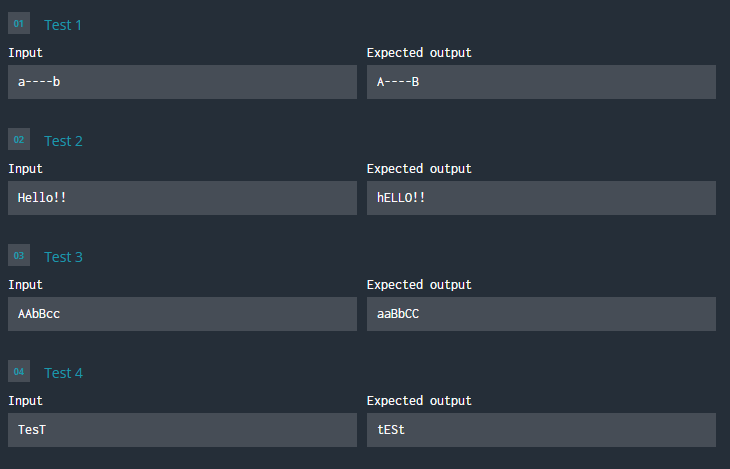 01 Test 1
Input Expected output
a----b A----B
02 Test 2
Input Expected output
Hello!! hELLO!!
03 Test 3
Input Expected output
AAbBcc aaBbCC
04 Test 4
Input Expected output
TesT tESt